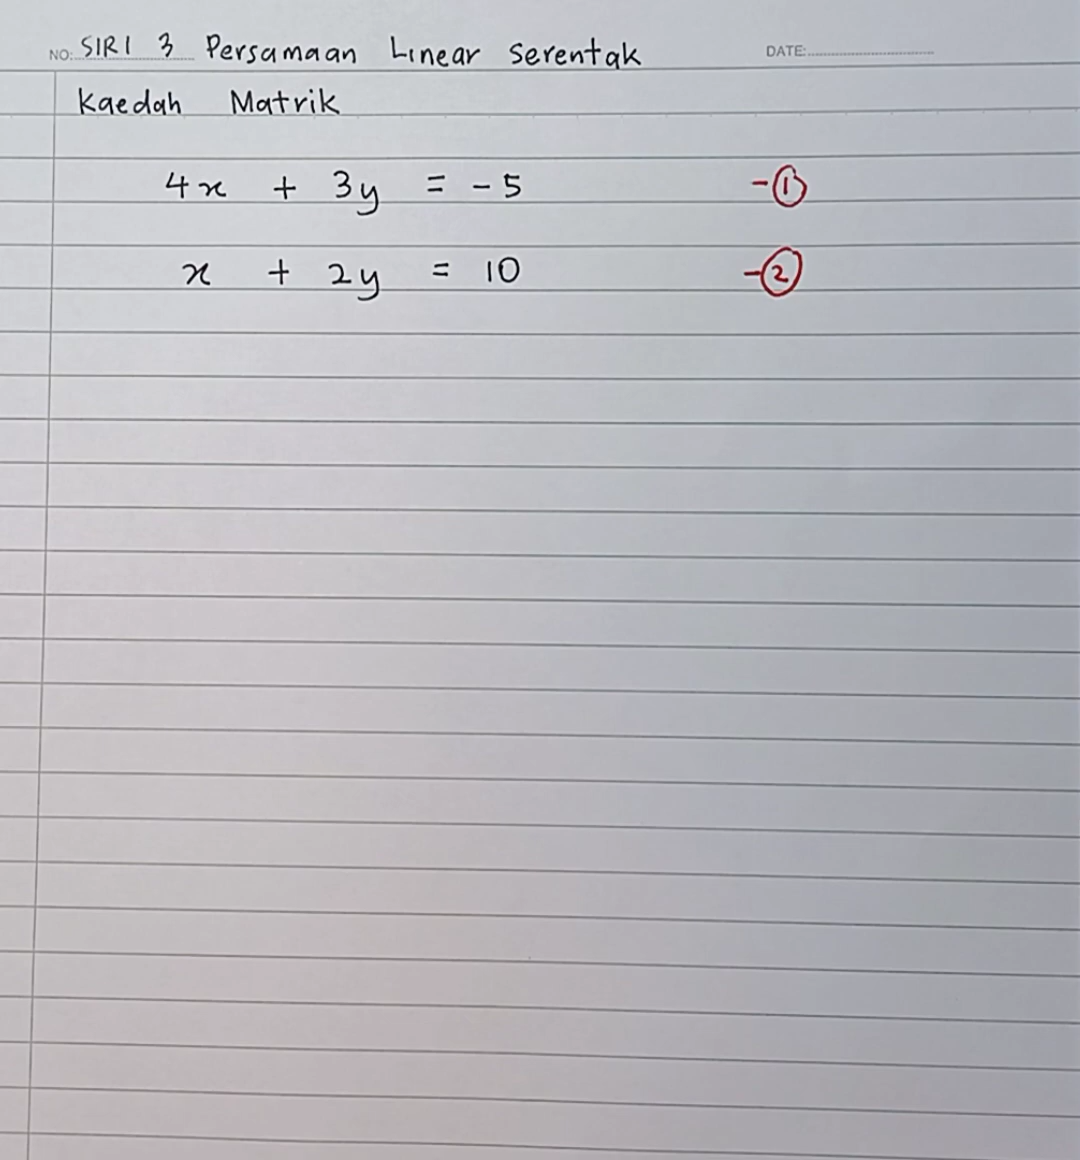 NO: SIRI 3 Persamaan Linear Serentak DATE:
Kaedah Matrik
4x + 3y = -5 -①
x + 2y = 10 -②